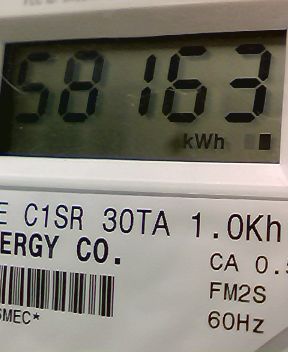 58163
kWh
E C1SR 30TA 1.0Kh
ERGY CO.
CA 0.5
FM2S
SMEC*
60Hz